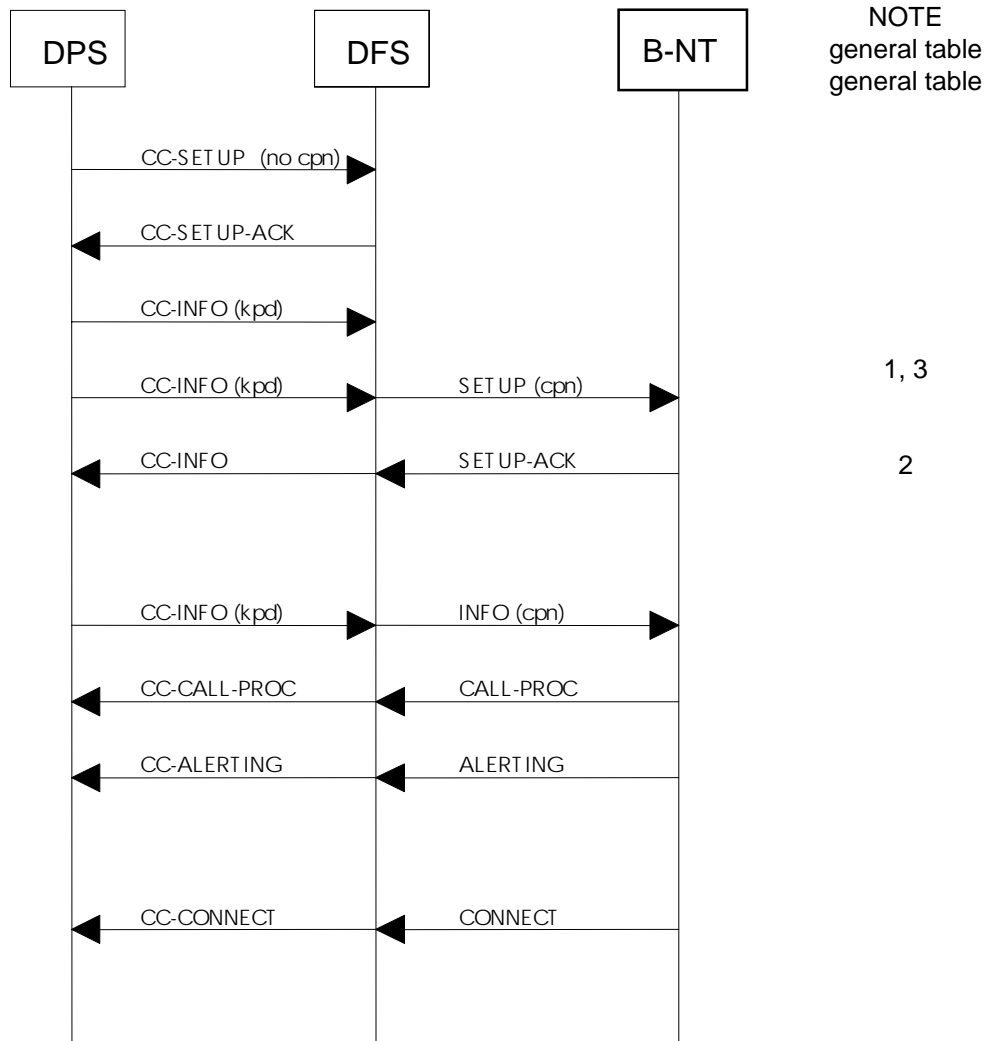 DPS
DFS
B-NT
NOTE
general table
general table
CC-SETUP (no cpn)
CC-SETUP-ACK
CC-INFO (kpd)
1, 3
CC-INFO (kpd)
SETUP (cpn)
CC-INFO
SETUP-ACK
2
CC-INFO (kpd)
INFO (cpn)
CC-CALL-PROC
CALL-PROC
CC-ALERTING
ALERTING
CC-CONNECT
CONNECT